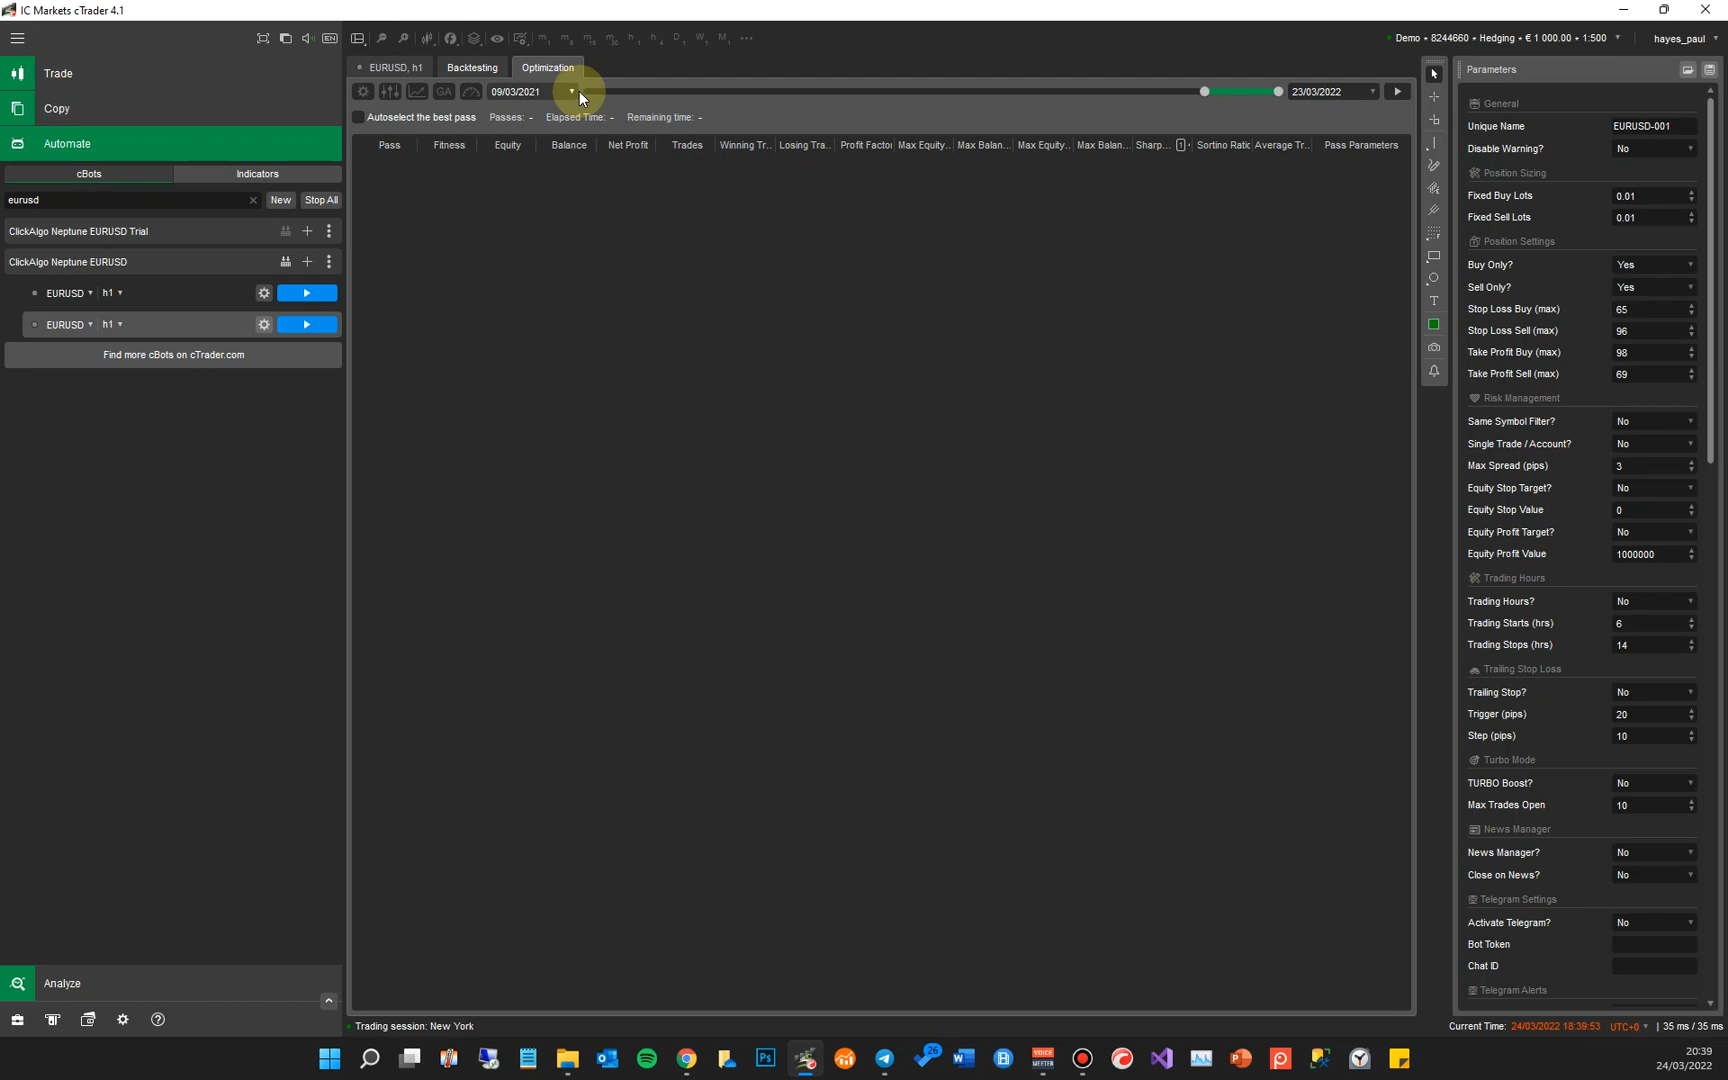 IC Markets cTrader 4.1
EN
Demo • 8244660 • Hedging • € 1 000.00 • 1:500
hayes_paul
Trade
Copy
Automate
cBots
Indicators
eurusd
New
Stop All
ClickAlgo Neptune EURUSD Trial
ClickAlgo Neptune EURUSD
EURUSD h1
EURUSD h1
Find more cBots on cTrader.com
Analyze
EURUSD, h1
Backtesting
Optimization
GA
09/03/2021
23/03/2022
Autoselect the best pass
Passes: -
Elapsed Time: -
Remaining time: -
Pass
Fitness
Equity
Balance
Net Profit
Trades
Winning Tr...
Losing Tra...
Profit Factor
Max Equity...
Max Balan...
Max Equity...
Max Balan...
Sharp...
1
Sortino Ratio
Average Tr...
Pass Parameters
T
Parameters
General
Unique Name EURUSD-001
Disable Warning? No
Position Sizing
Fixed Buy Lots 0.01
Fixed Sell Lots 0.01
Position Settings
Buy Only? Yes
Sell Only? Yes
Stop Loss Buy (max) 65
Stop Loss Sell (max) 96
Take Profit Buy (max) 98
Take Profit Sell (max) 69
Risk Management
Same Symbol Filter? No
Single Trade / Account? No
Max Spread (pips) 3
Equity Stop Target? No
Equity Stop Value 0
Equity Profit Target? No
Equity Profit Value 1000000
Trading Hours
Trading Hours? No
Trading Starts (hrs) 6
Trading Stops (hrs) 14
Trailing Stop Loss
Trailing Stop? No
Trigger (pips) 20
Step (pips) 10
Turbo Mode
TURBO Boost? No
Max Trades Open 10
News Manager
News Manager? No
Close on News? No
Telegram Settings
Activate Telegram? No
Bot Token
Chat ID
Telegram Alerts
Trading session: New York
Current Time: 24/03/2022 18:39:53 UTC+0 | 35 ms / 35 ms
Ps
26
VOICE
MEETER
20:39
24/03/2022